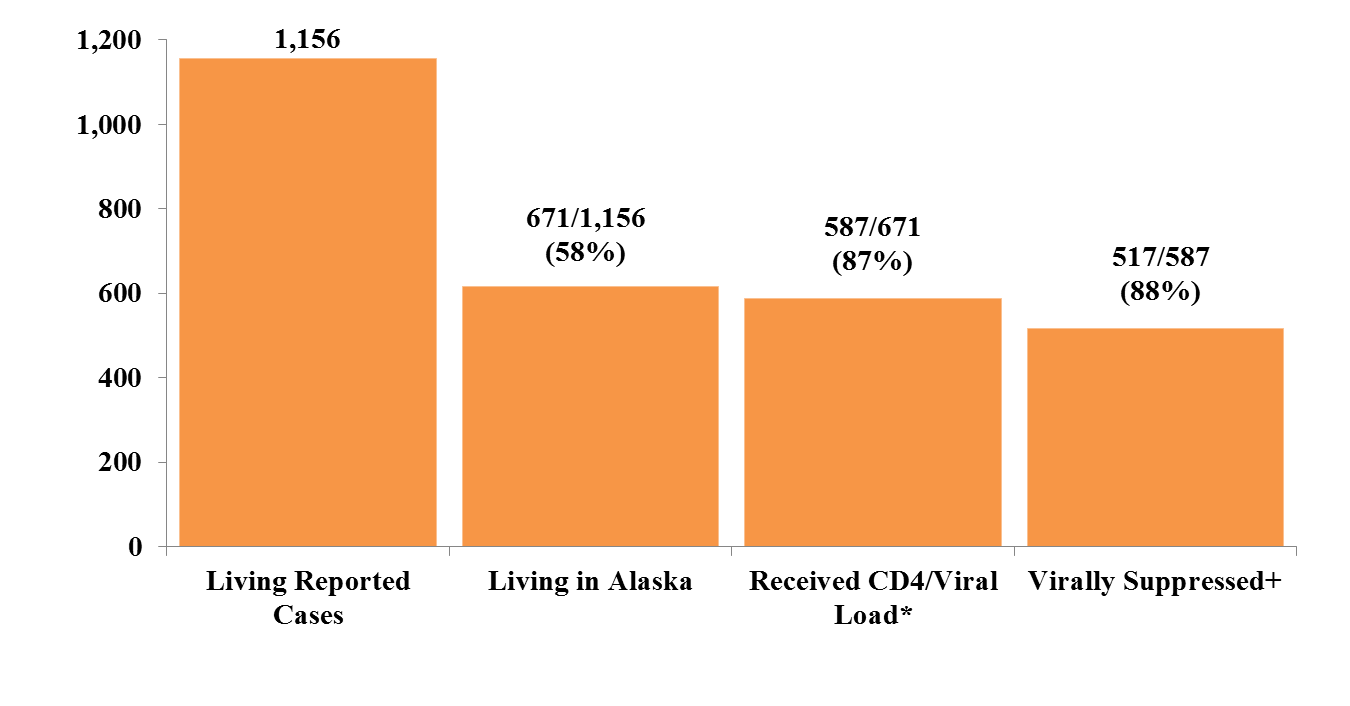 1,200
1,000
800
600
400
200
0
1,156
671/1,156
(58%)
587/671
(87%)
517/587
(88%)
Living Reported
Cases
Living in Alaska
Received CD4/Viral
Load*
Virally Suppressed+